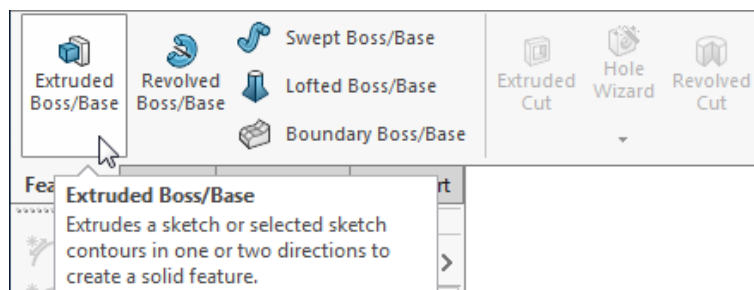 Extruded
Boss/Base
Revolved
Boss/Base
Swept Boss/Base
Lofted Boss/Base
Boundary Boss/Base
Extruded
Cut
Hole
Wizard
Revolved
Cut
Extruded Boss/Base
Extrudes a sketch or selected sketch
contours in one or two directions to
create a solid feature.